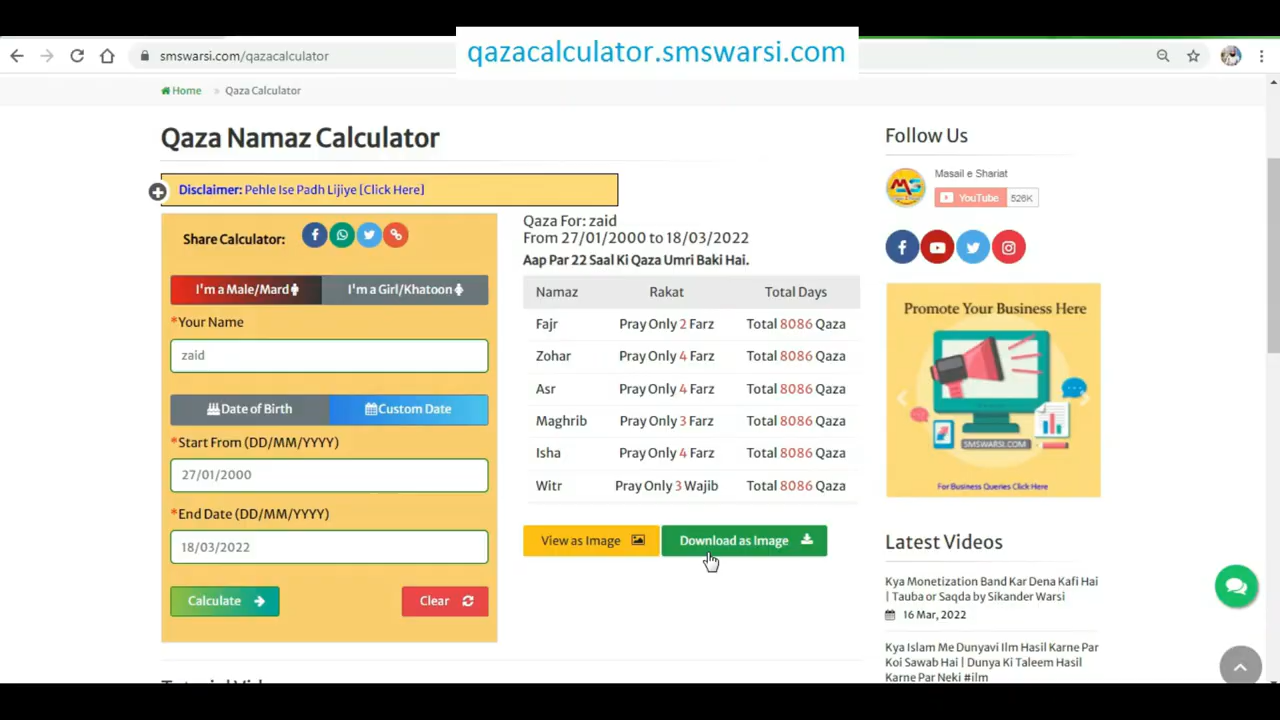 qazacalculator.smswarsi.com
smswarsi.com/qazacalculator
Home » Qaza Calculator
Qaza Namaz Calculator
Disclaimer: Pehle Ise Padh Lijiye [Click Here]
Share Calculator:
I'm a Male/Mard
I'm a Girl/Khatoon
*Your Name
zaid
Date of Birth
Custom Date
*Start From (DD/MM/YYYY)
27/01/2000
*End Date (DD/MM/YYYY)
18/03/2022
Calculate
Clear
Qaza For: zaid
From 27/01/2000 to 18/03/2022
Aap Par 22 Saal Ki Qaza Umri Baki Hai.
Namaz Rakat Total Days
Fajr Pray Only 2 Farz Total 8086 Qaza
Zohar Pray Only 4 Farz Total 8086 Qaza
Asr Pray Only 4 Farz Total 8086 Qaza
Maghrib Pray Only 3 Farz Total 8086 Qaza
Isha Pray Only 4 Farz Total 8086 Qaza
Witr Pray Only 3 Wajib Total 8086 Qaza
View as Image
Download as Image
Follow Us
MS
Masail e Shariat
YouTube 526K
Promote Your Business Here
SMSWARSI.COM
For Business Queries Click Here
Latest Videos
Kya Monetization Band Kar Dena Kafi Hai
| Tauba or Saqda by Sikander Warsi
16 Mar, 2022
Kya Islam Me Dunyavi Ilm Hasil Karne Par
Koi Sawab Hai | Dunya Ki Taleem Hasil
Karne Par Neki #ilm